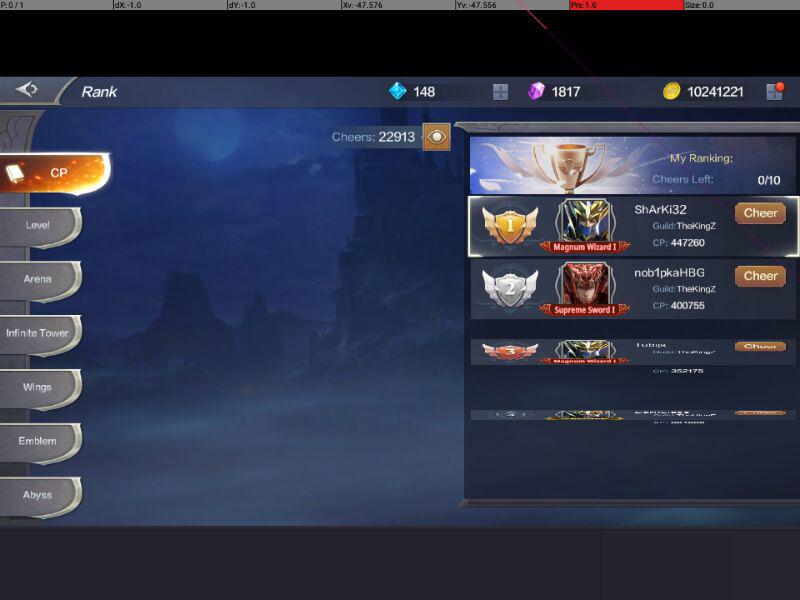 P: 0 / 1
dX: -1.0
dY: -1.0
Xv: -47.576
Yv: -47.556
Prs: 1.0
Size: 0.0
Rank
148
1817
10241221
Cheers: 22913
CP
Level
Arena
Infinite Tower
Wings
Emblem
Abyss
My Ranking:
Cheers Left: 0/10
1
Magnum Wizard I
ShArKi32
Guild:TheKingZ
CP: 447260
Cheer
2
Supreme Sword I
nob1pkaHBG
Guild:TheKingZ
CP: 400755
Cheer
3
Magnum Wizard I
Guild:TheKingZ
CP: 352175
Cheer